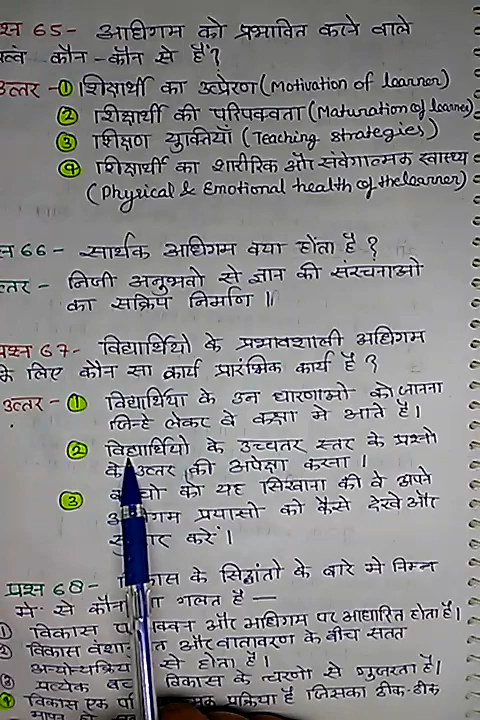 श्न 65 - अधिगम को प्रभावित करने वाले
त्व कौन-कौन से हैं?
उत्तर - ① शिक्षार्थी का उत्प्रेरण (Motivation of learner)
② शिक्षार्थी की परिपक्वता (Maturation of learner)
③ शिक्षण युक्तियाँ (Teaching strategies)
④ शिक्षार्थी का शारीरिक और संवेगात्मक स्वास्थ्य
(Physical & Emotional health of the learner)
न 66 - सार्थक अधिगम क्या होता है ?
त्तर - निजी अनुभवो से ज्ञान की संरचनाओ
का सक्रिय निर्माण ॥
प्रश्न 67 - विद्यार्थियो के प्रभावशाली अधिगम
के लिए कौन सा कार्य प्रारंभिक कार्य है ?
उत्तर - ① विद्यार्थियो के उन धारणाओ को जानना
जिन्हे लेकर वे कक्षा मे आते है।
② विद्यार्थियो के उच्चतर स्तर के प्रश्नो
के उत्तर की अपेक्षा करना ।
③ को यह सिखाना की वे अपने
प्रयासो को कैसे देखे और
करें ।
प्रश्न 68 - के सिद्धांतो के बारे मे निम्न
मे से गलत है —
① विकास और अधिगम पर आधारित होता है।
② विकास और वातावरण के बीच सतत
से होता है।
③ प्रत्येक विकास के चरणो से गुजरता है।
④ विकास एक प्रक्रिया है जिसका ठीक-ठीक